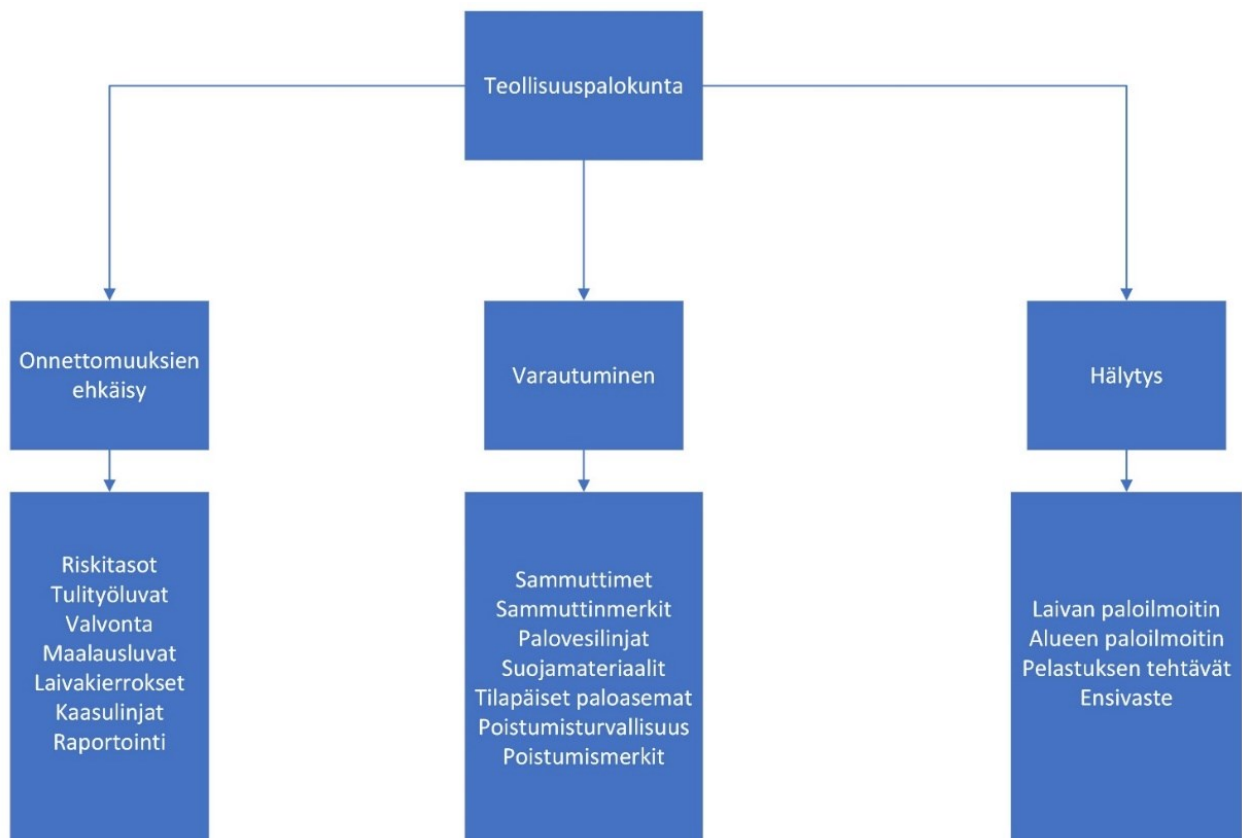 Teollisuuspalokunta
Onnettomuuksien
ehkäisy
Varautuminen
Hälytys
Riskitasot
Tulityöluvat
Valvonta
Maalausluvat
Laivakierrokset
Kaasulinjat
Raportointi
Sammuttimet
Sammuttinmerkit
Palovesilinjat
Suojamateriaalit
Tilapäiset paloasemat
Poistumisturvallisuus
Poistumismerkit
Laivan paloilmoitin
Alueen paloilmoitin
Pelastuksen tehtävät
Ensivaste